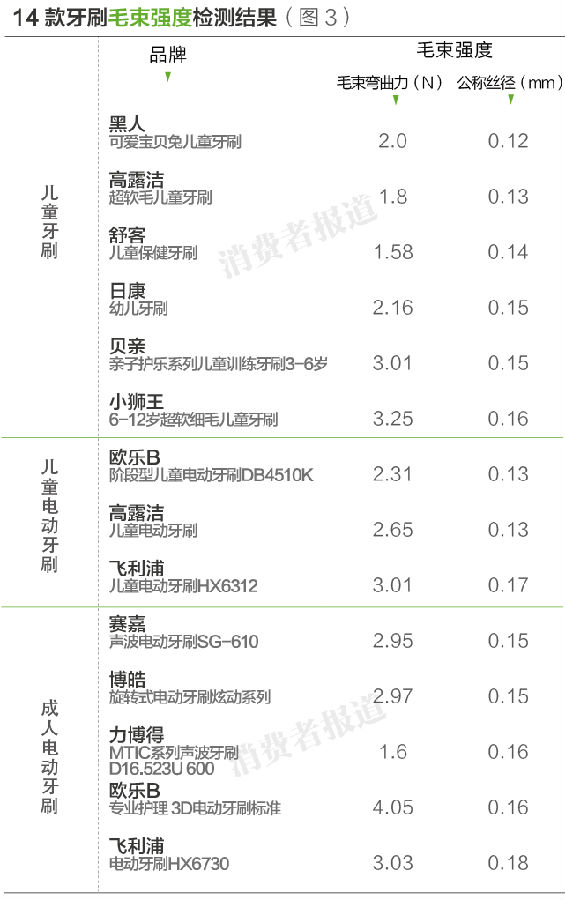 14 款牙刷毛束强度检测结果（图 3）
品牌
毛束强度
毛束弯曲力（N） 公称丝径（mm）
儿童牙刷
黑人
可爱宝贝兔儿童牙刷 2.0 0.12
高露洁
超软毛儿童牙刷 1.8 0.13
舒客
儿童保健牙刷 1.58 0.14
日康
幼儿牙刷 2.16 0.15
贝亲
亲子护乐系列儿童训练牙刷3-6岁 3.01 0.15
小狮王
6-12岁超软细毛儿童牙刷 3.25 0.16
儿童电动牙刷
欧乐B
阶段型儿童电动牙刷DB4510K 2.31 0.13
高露洁
儿童电动牙刷 2.65 0.13
飞利浦
儿童电动牙刷HX6312 3.01 0.17
成人电动牙刷
赛嘉
声波电动牙刷SG-610 2.95 0.15
博皓
旋转式电动牙刷炫动系列 2.97 0.15
力博得
MTIC系列声波牙刷 1.6 0.16
D16.523U 600
欧乐B
专业护理 3D电动牙刷标准 4.05 0.16
飞利浦
电动牙刷HX6730 3.03 0.18
消费者报道
消费者报道